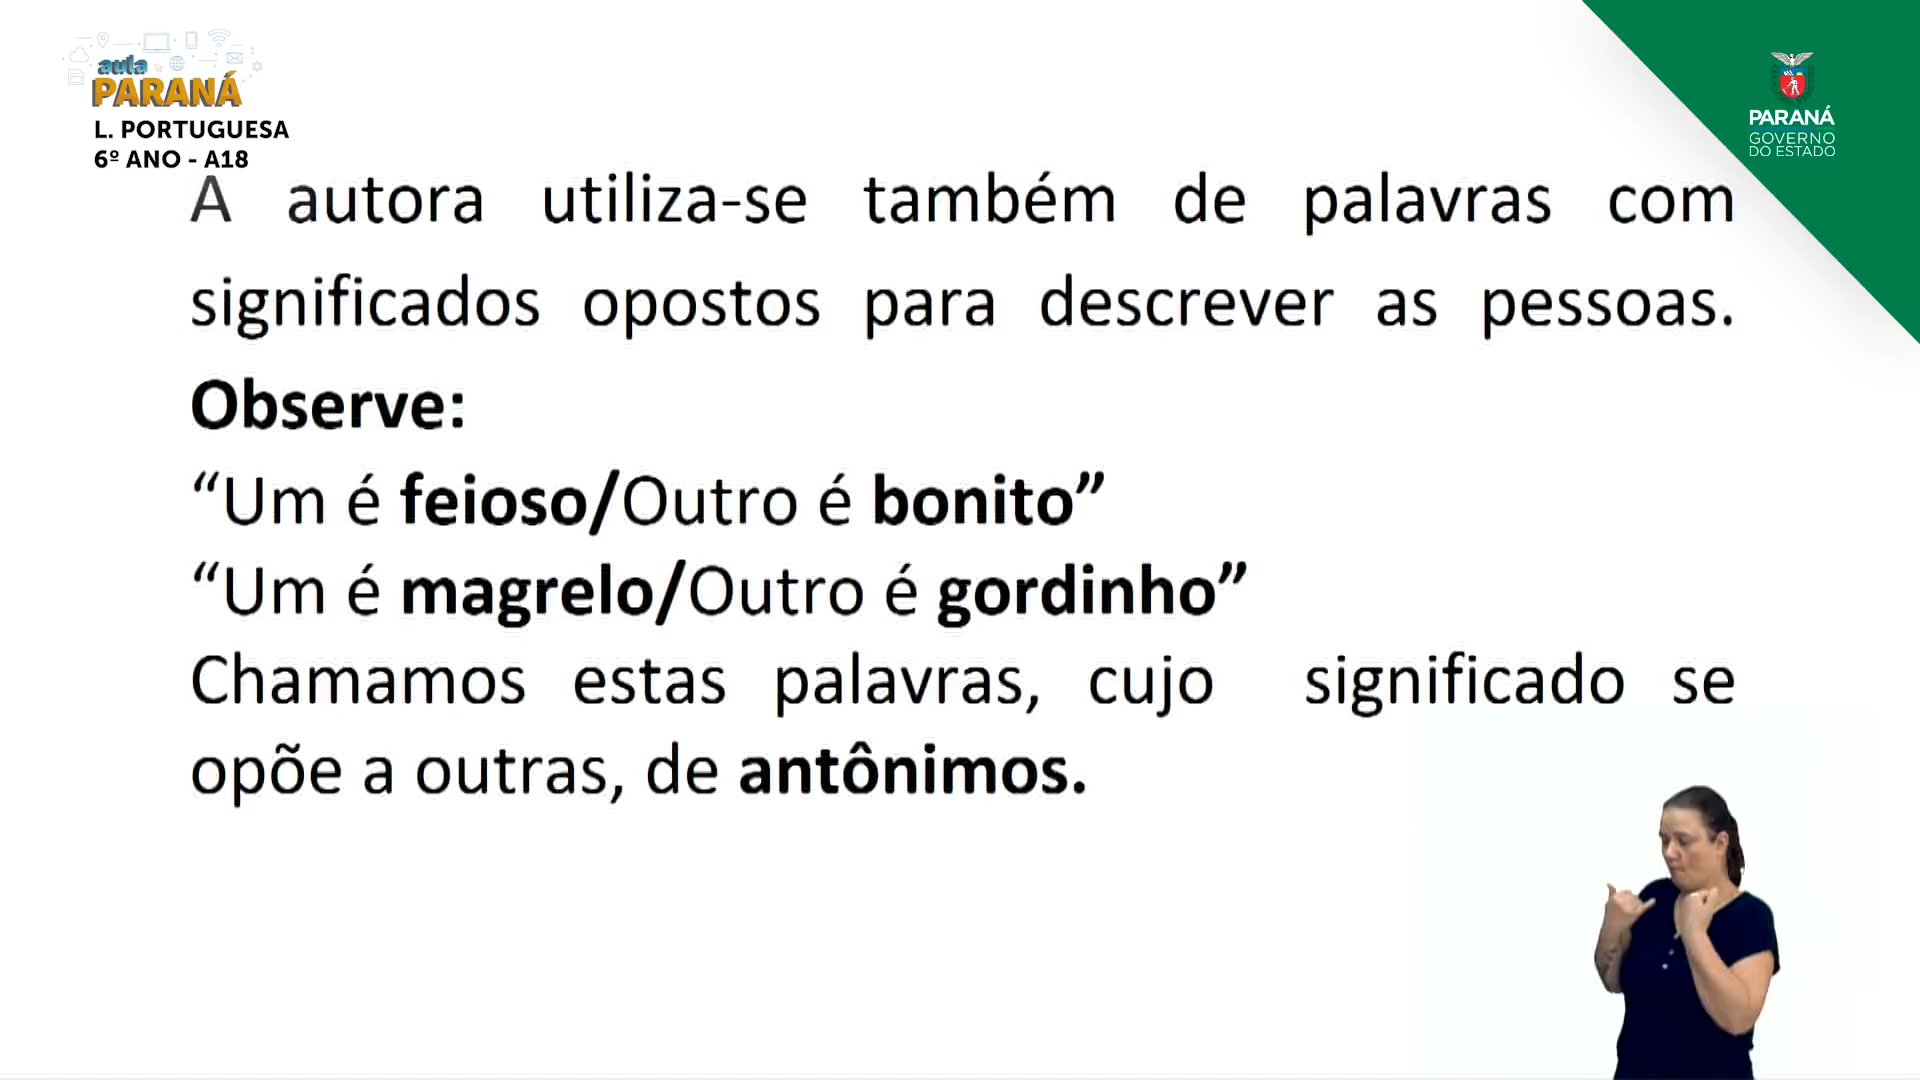 aula
PARANÁ
L. PORTUGUESA
6º ANO - A18
PARANÁ
GOVERNO
DO ESTADO
A autora utiliza-se também de palavras com
significados opostos para descrever as pessoas.
Observe:
“Um é feioso/Outro é bonito”
“Um é magrelo/Outro é gordinho”
Chamamos estas palavras, cujo significado se
opõe a outras, de antônimos.